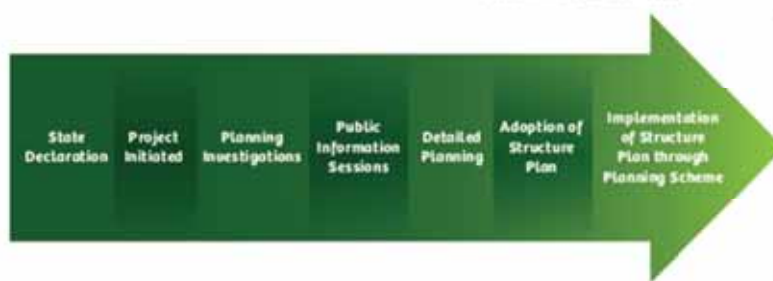 State
Declaration
Project
Initiated
Planning
Investigations
Public
Information
Sessions
Detailed
Planning
Adoption of
Structure
Plan
Implementation
of Structure
Plan through
Planning Scheme